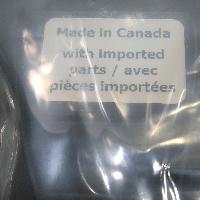 Made in Canada
with Imported
parts / avec
pièces importées